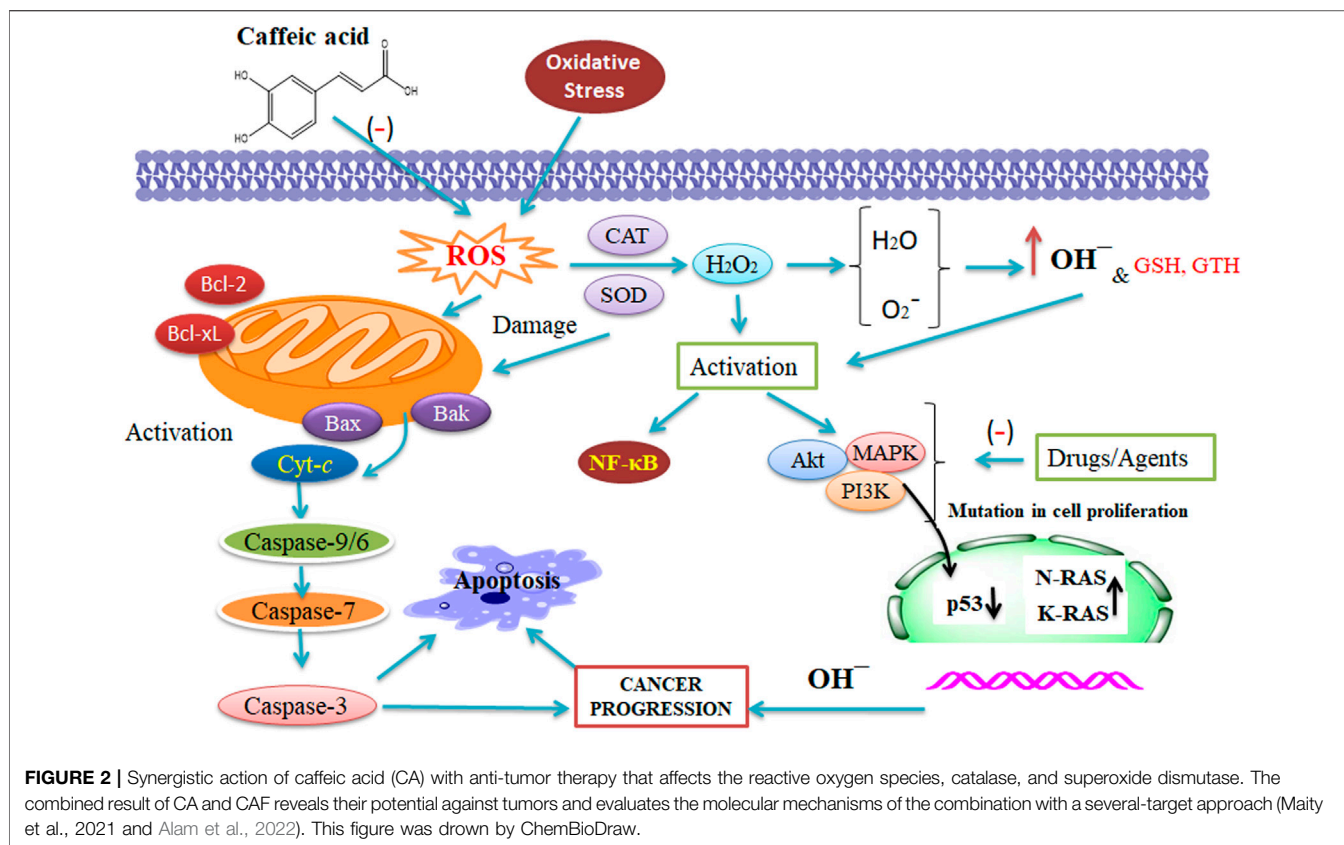 Caffeic acid
O
HO
OH
HO
(-)
Oxidative
Stress
ROS
CAT
SOD
H2O2
H2O
O2−
OH− & GSH, GTH
Bcl-2
Bcl-xL
Damage
Activation
Bax
Bak
Activation
Cyt-c
NF-κB
Akt
MAPK
PI3K
(-)
Drugs/Agents
Mutation in cell proliferation
Caspase-9/6
Caspase-7
Caspase-3
Apoptosis
p53
N-RAS
K-RAS
CANCER
PROGRESSION
OH−
FIGURE 2 | Synergistic action of caffeic acid (CA) with anti-tumor therapy that affects the reactive oxygen species, catalase, and superoxide dismutase. The
combined result of CA and CAF reveals their potential against tumors and evaluates the molecular mechanisms of the combination with a several-target approach (Maity
et al., 2021 and Alam et al., 2022). This figure was drown by ChemBioDraw.